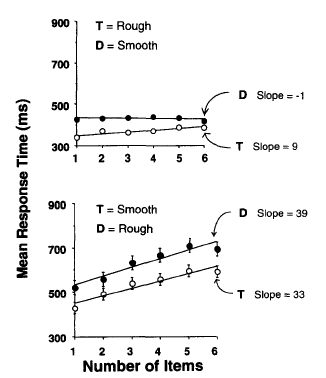 Mean Response Time (ms)
900
700
500
300
T = Rough
D = Smooth
D Slope = -1
T Slope = 9
1 2 3 4 5 6
900
700
500
300
T = Smooth
D = Rough
D Slope = 39
T Slope = 33
1 2 3 4 5 6
Number of Items